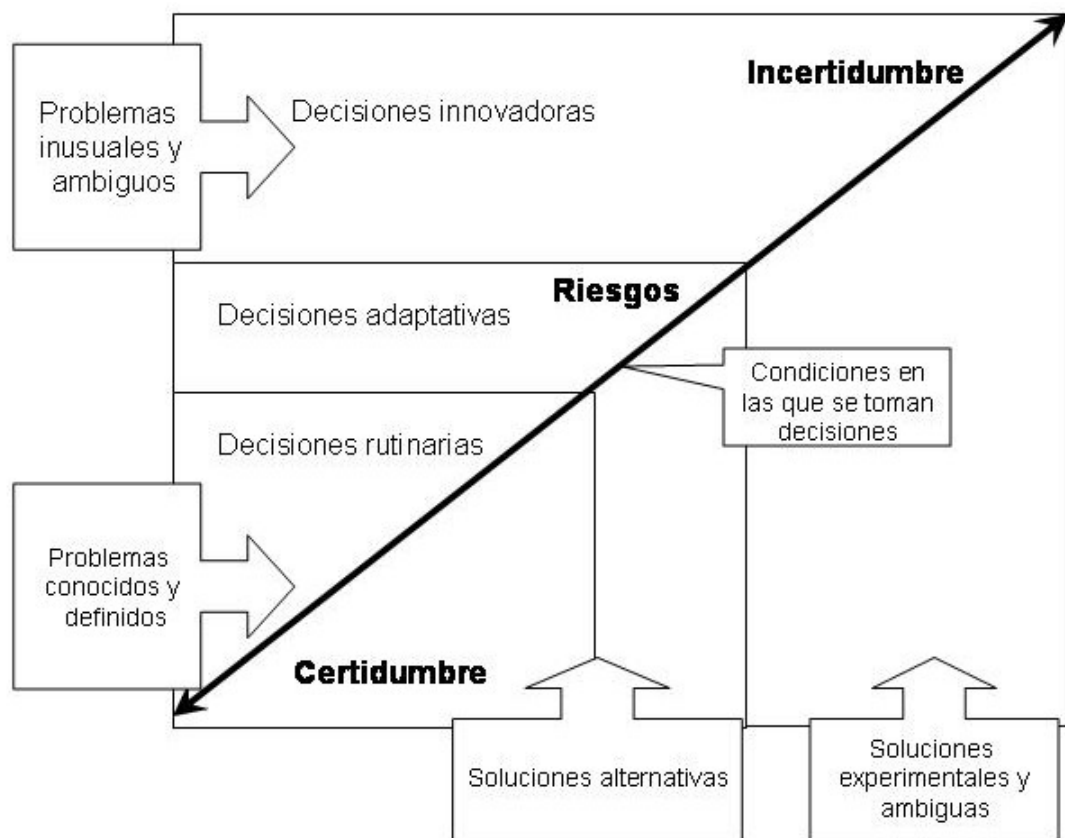 Incertidumbre
Problemas
inusuales y
ambiguos
Decisiones innovadoras
Riesgos
Decisiones adaptativas
Condiciones en
las que se toman
decisiones
Decisiones rutinarias
Problemas
conocidos y
definidos
Certidumbre
Soluciones alternativas
Soluciones
experimentales y
ambiguas